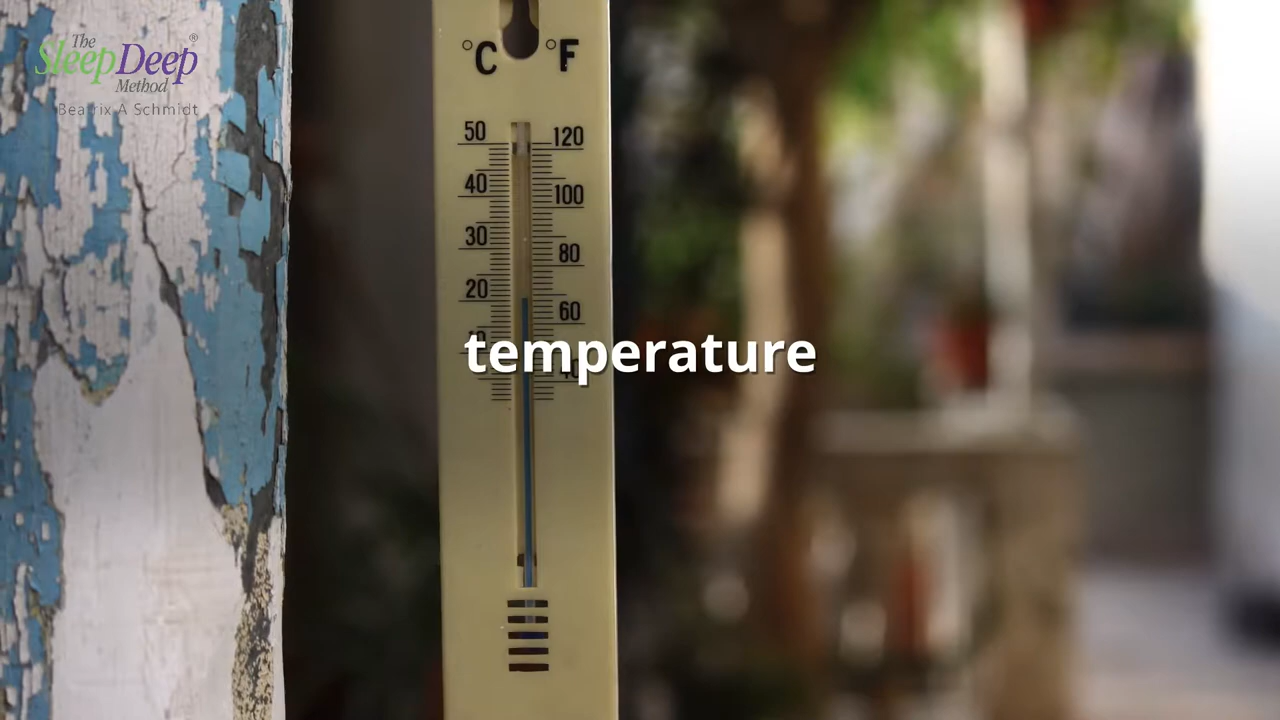 The
SleepDeep®
Method
Beatrix A Schmidt
°C °F
50 120
40 100
30 80
20 60
temperature